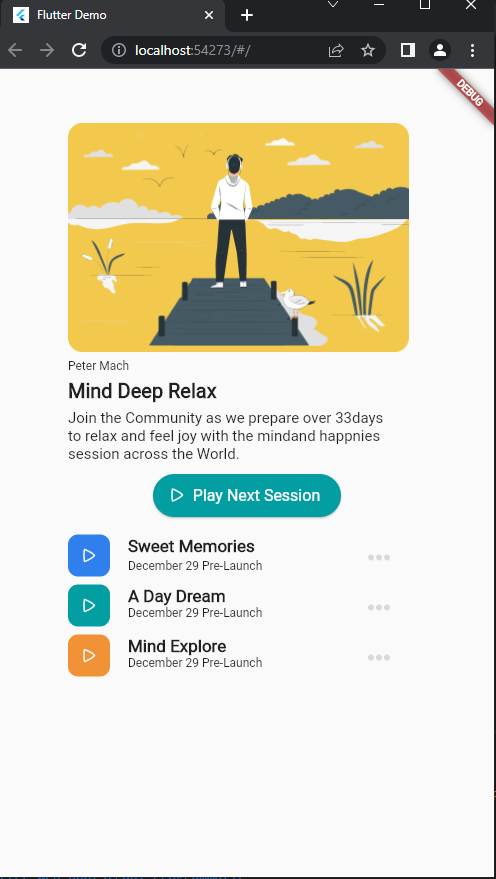 Flutter Demo
localhost:54273/#/
DEBUG
Peter Mach
Mind Deep Relax
Join the Community as we prepare over 33days
to relax and feel joy with the mindand happnies
session across the World.
Play Next Session
Sweet Memories
December 29 Pre-Launch
A Day Dream
December 29 Pre-Launch
Mind Explore
December 29 Pre-Launch